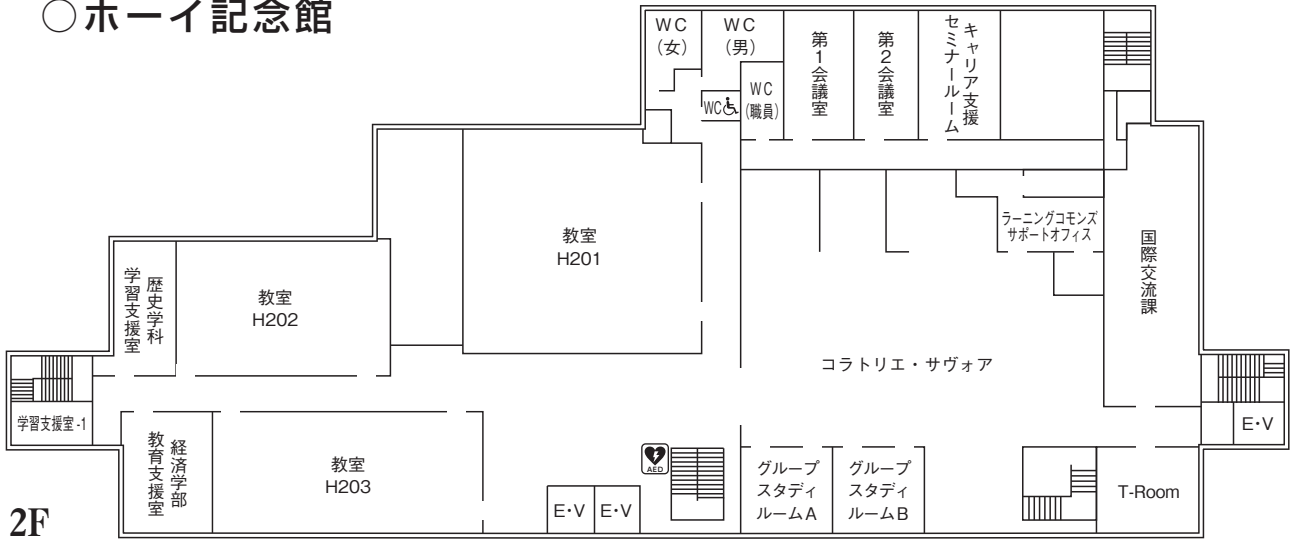 ○ホーイ記念館
WC
(女)
WC
(男)
WC
WC
(職員)
第1会議室
第2会議室
キャリア支援
セミナールーム
ラーニングコモンズ
サポートオフィス
国際交流課
教室
H201
教室
H202
歴史学科
学習支援室
学習支援室-1
コラトリエ・サヴォア
経済学部
教育支援室
教室
H203
E・V
E・V
AED
グループ
スタディ
ルームA
グループ
スタディ
ルームB
T-Room
E・V
2F